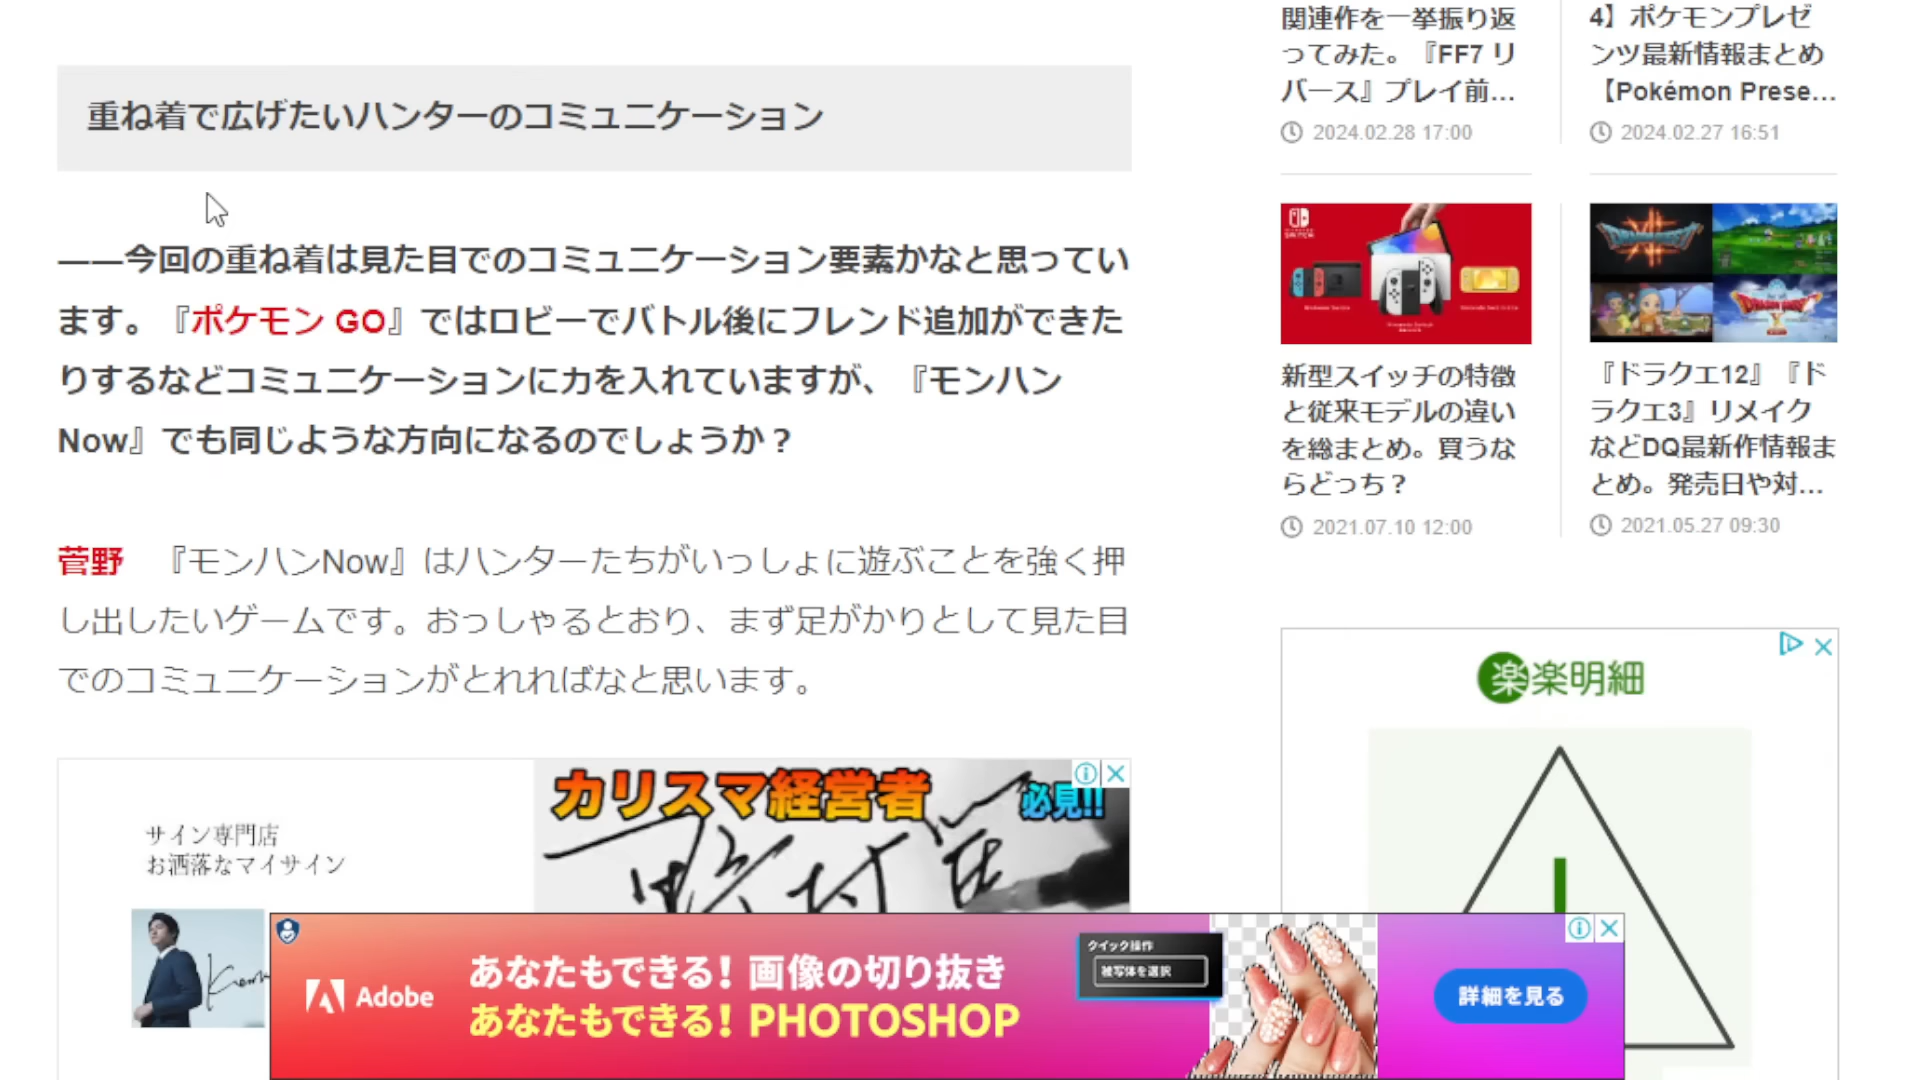 重ね着で広げたいハンターのコミュニケーション
——今回の重ね着は見た目でのコミュニケーション要素かなと思ってい
ます。『ポケモン GO』ではロビーでバトル後にフレンド追加ができた
りするなどコミュニケーションに力を入れていますが、『モンハン
Now』でも同じような方向になるのでしょうか？
菅野　『モンハンNow』はハンターたちがいっしょに遊ぶことを強く押
し出したいゲームです。おっしゃるとおり、まず足がかりとして見た目
でのコミュニケーションがとれればなと思います。
サイン専門店
お洒落なマイサイン
カリスマ経営者
必見!!
Adobe
あなたもできる！画像の切り抜き
あなたもできる！PHOTOSHOP
クイック操作
被写体を選択
詳細を見る
関連作を一挙振り返
ってみた。『FF7 リ
バース』プレイ前...
2024.02.28 17:00
4】ポケモンプレゼ
ンツ最新情報まとめ
【Pokémon Prese...
2024.02.27 16:51
新型スイッチの特徴
と従来モデルの違い
を総まとめ。買うな
らどっち？
2021.07.10 12:00
『ドラクエ12』『ド
ラクエ3』リメイク
などDQ最新作情報ま
とめ。発売日や対...
2021.05.27 09:30
楽楽明細